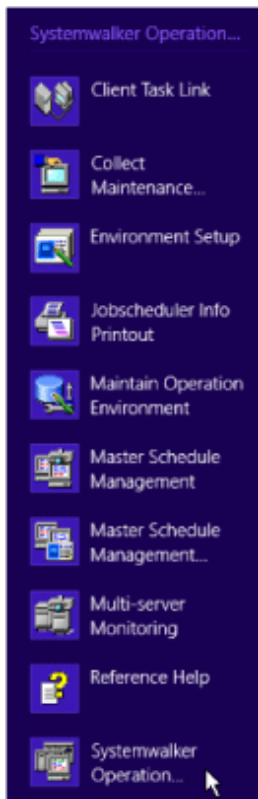 Systemwalker Operation...
Client Task Link
Collect
Maintenance...
Environment Setup
Jobscheduler Info
Printout
Maintain Operation
Environment
Master Schedule
Management
Master Schedule
Management...
Multi-server
Monitoring
Reference Help
Systemwalker
Operation...